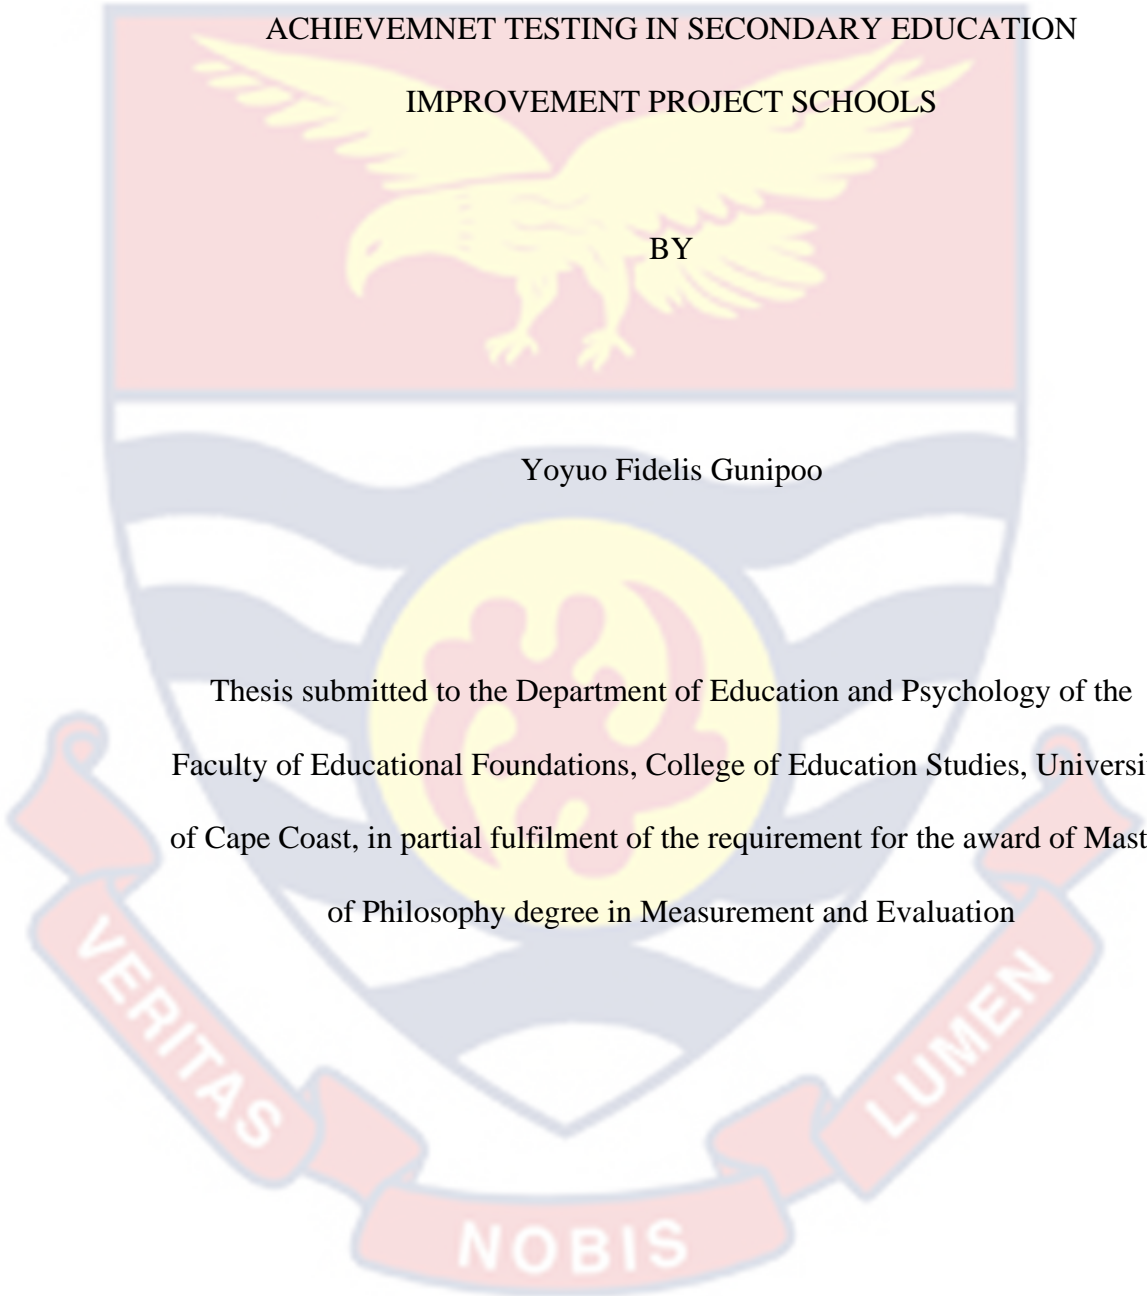 ACHIEVEMNET TESTING IN SECONDARY EDUCATION
IMPROVEMENT PROJECT SCHOOLS
BY
Yoyuo Fidelis Gunipoo
Thesis submitted to the Department of Education and Psychology of the
Faculty of Educational Foundations, College of Education Studies, Universi
of Cape Coast, in partial fulfilment of the requirement for the award of Mast
of Philosophy degree in Measurement and Evaluation
VERITAS
NOBIS
LUMEN